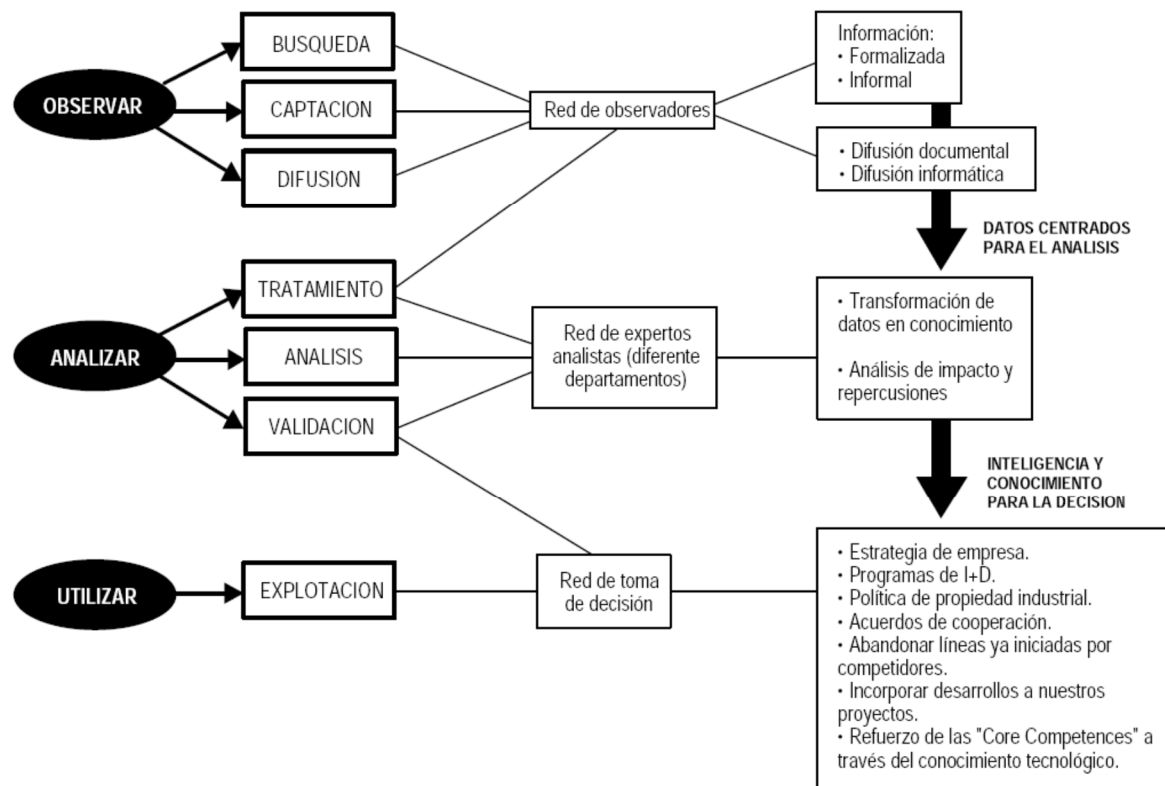 OBSERVAR
BÚSQUEDA
CAPTACION
DIFUSION
Red de observadores
Información:
• Formalizada
• Informal
• Difusión documental
• Difusión informática
DATOS CENTRADOS
PARA EL ANALISIS
ANALIZAR
TRATAMIENTO
ANÁLISIS
VALIDACION
Red de expertos
analistas (diferente
departamentos)
• Transformación de
datos en conocimiento
• Análisis de impacto y
repercusiones
INTELIGENCIA Y
CONOCIMIENTO
PARA LA DECISION
UTILIZAR
EXPLOTACION
Red de toma
de decisión
• Estrategia de empresa.
• Programas de I+D.
• Política de propiedad industrial.
• Acuerdos de cooperación.
• Abandonar líneas ya iniciadas por
competidores.
• Incorporar desarrollos a nuestros
proyectos.
• Refuerzo de las "Core Competences" a
través del conocimiento tecnológico.